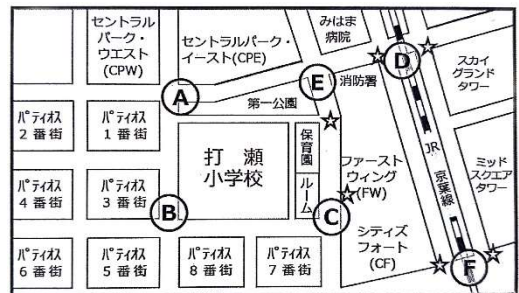 セントラル
パーク・
ウエスト
(CPW)
セントラルパーク・
イースト(CPE)
みはま
病院
D
スカイ
グランド
タワー
A
E
消防署
第一公園
パティオス
2 番街
パティオス
1 番街
打 瀬
小学校
保育園
ルーム
ファースト
ウィング
(FW)
JR
京葉線
ミッド
スクエア
タワー
パティオス
4 番街
パティオス
3 番街
B
C
シティズ
フォート
(CF)
パティオス
6 番街
パティオス
5 番街
パティオス
8 番街
パティオス
7 番街
F